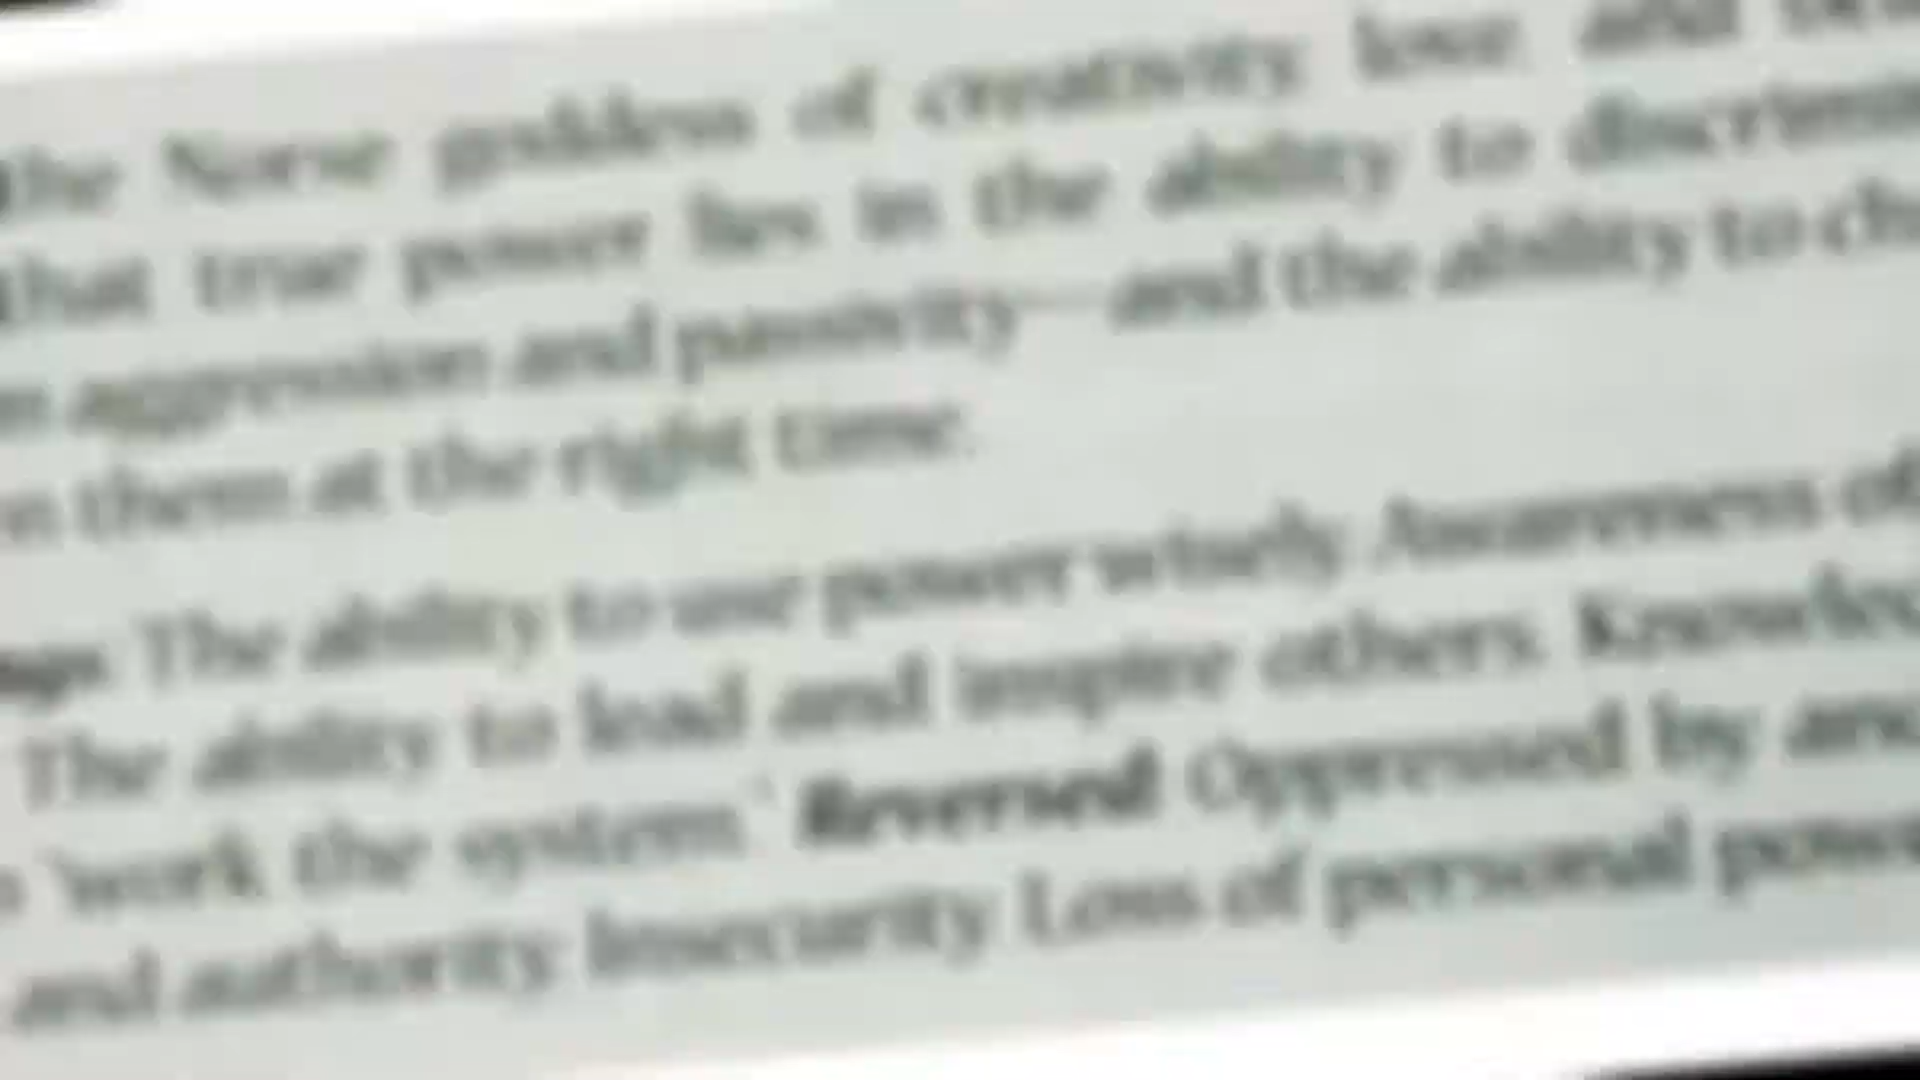 the Norse goddess of creativity, love, and
that true power lies in the ability to
aggression and passivity—and the ability to
them at the right time.
The ability to use power wisely. Awareness of
The ability to lead and inspire others.
"work the system." Reversed: Oppressed by
and authority. Insecurity. Loss of personal